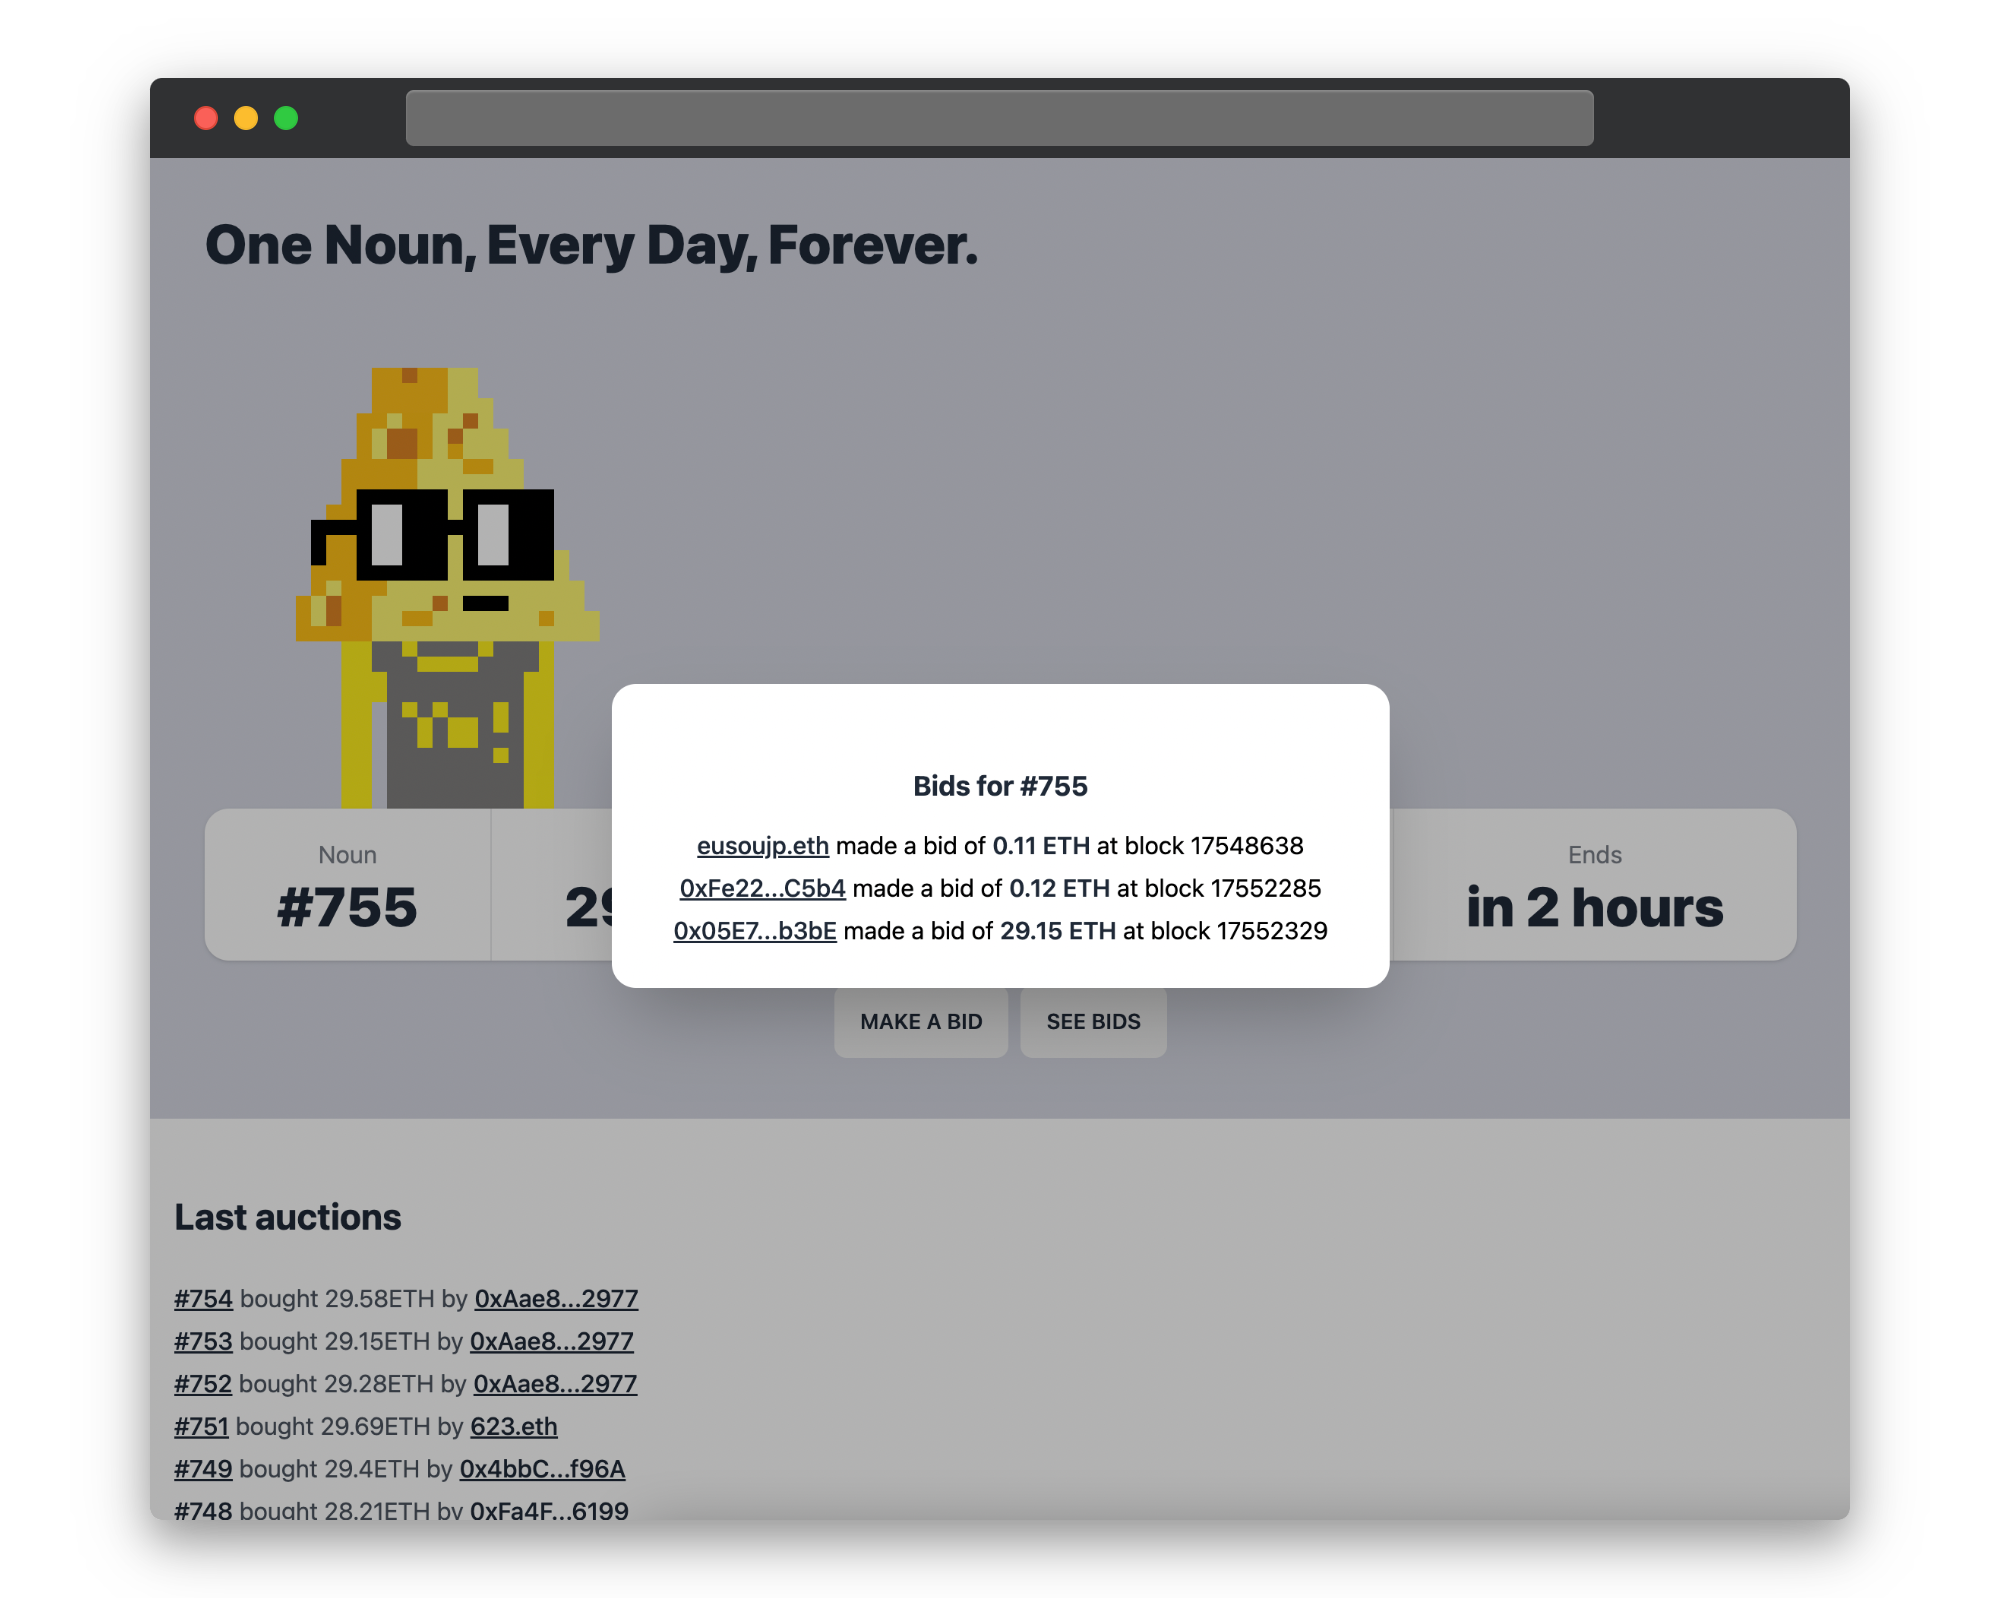 One Noun, Every Day, Forever.
Noun
#755
29
Ends
in 2 hours
Bids for #755
eusoujp.eth made a bid of 0.11 ETH at block 17548638
0xFe22...C5b4 made a bid of 0.12 ETH at block 17552285
0x05E7...b3bE made a bid of 29.15 ETH at block 17552329
MAKE A BID
SEE BIDS
Last auctions
#754 bought 29.58ETH by 0xAae8...2977
#753 bought 29.15ETH by 0xAae8...2977
#752 bought 29.28ETH by 0xAae8...2977
#751 bought 29.69ETH by 623.eth
#749 bought 29.4ETH by 0x4bbC...f96A
#748 bought 28.21ETH by 0xFa4F...6199